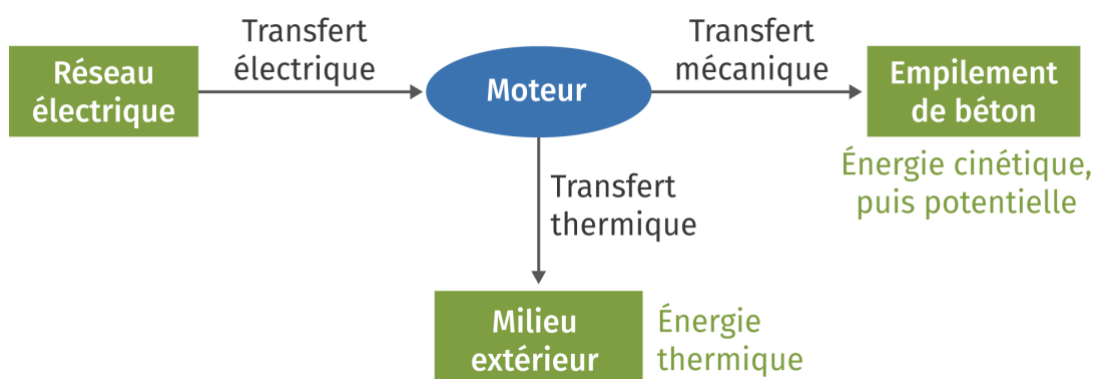 Réseau
électrique
Transfert
électrique
Moteur
Transfert
mécanique
Empilement
de béton
Énergie cinétique,
puis potentielle
Transfert
thermique
Milieu
extérieur
Énergie
thermique